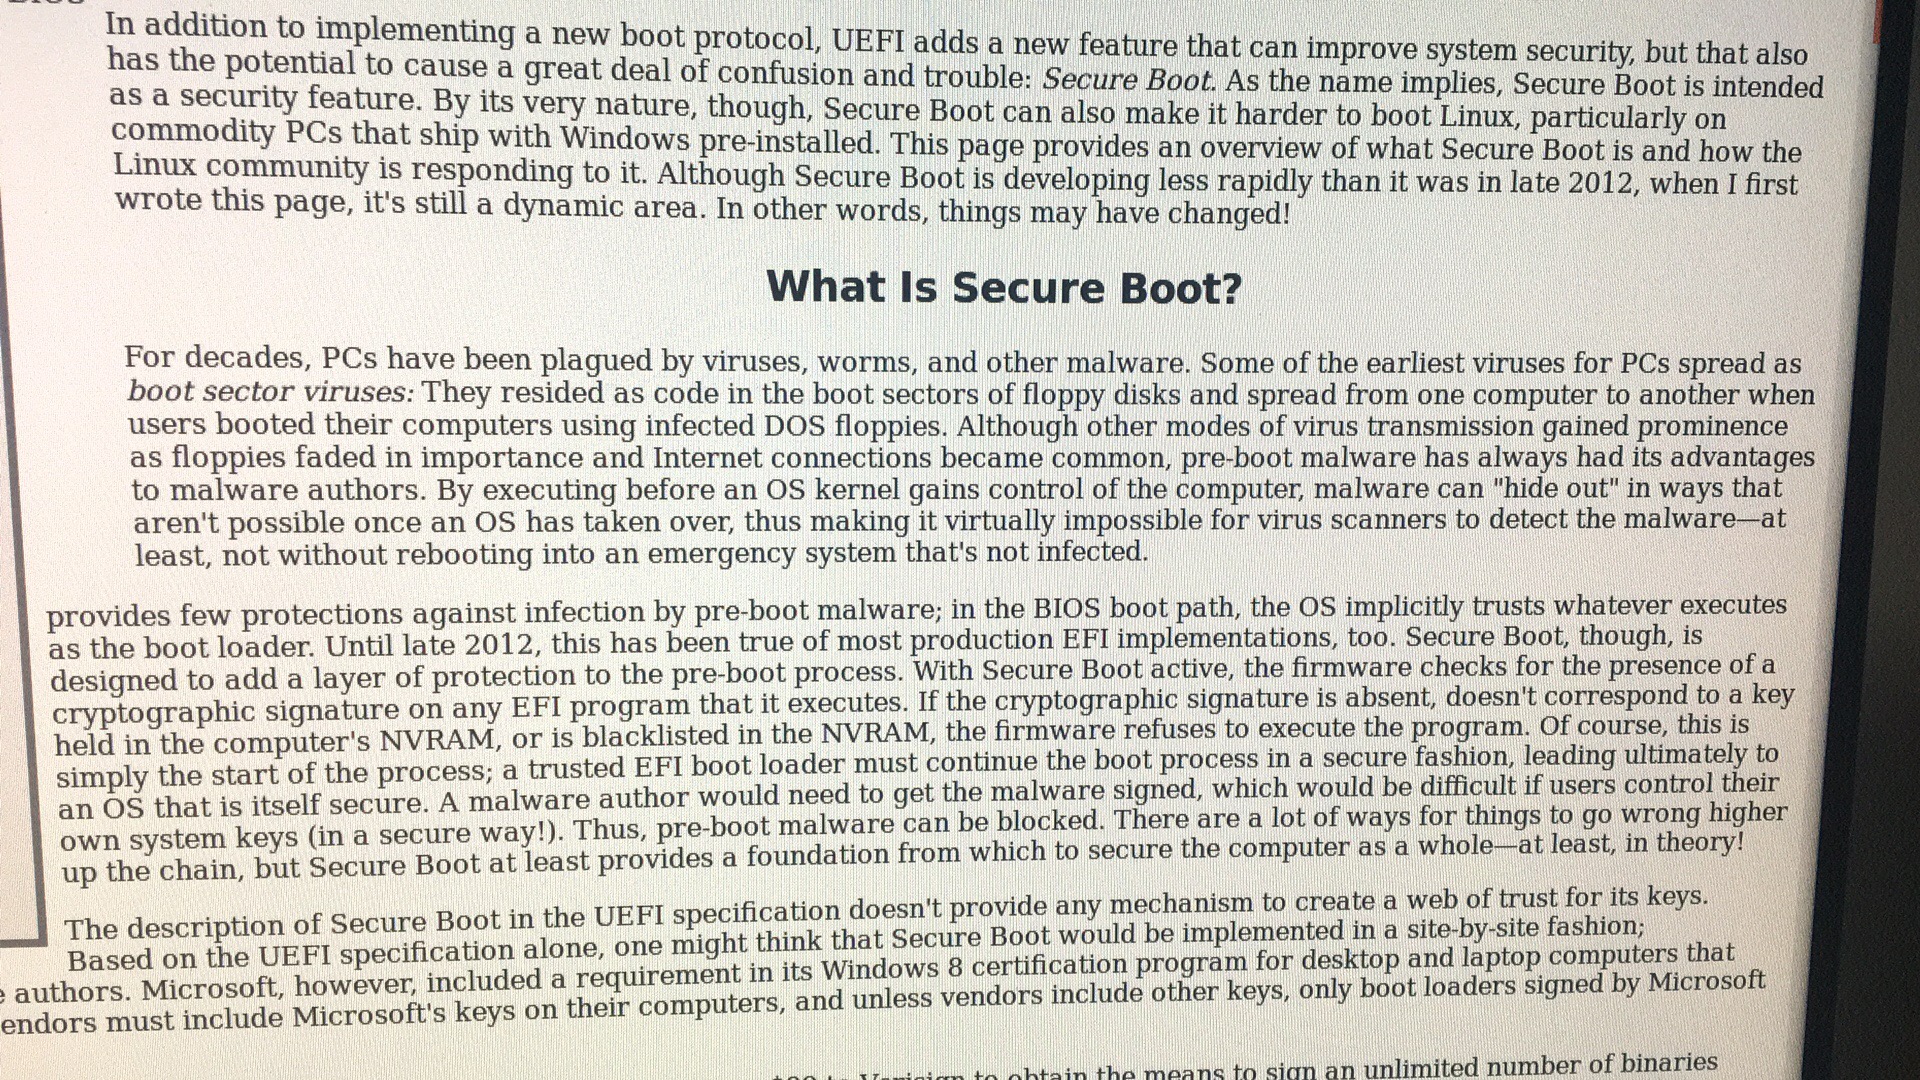 In addition to implementing a new boot protocol, UEFI adds a new feature that can improve system security, but that also
has the potential to cause a great deal of confusion and trouble: Secure Boot. As the name implies, Secure Boot is intended
as a security feature. By its very nature, though, Secure Boot can also make it harder to boot Linux, particularly on
commodity PCs that ship with Windows pre-installed. This page provides an overview of what Secure Boot is and how the
Linux community is responding to it. Although Secure Boot is developing less rapidly than it was in late 2012, when I first
wrote this page, it's still a dynamic area. In other words, things may have changed!
What Is Secure Boot?
For decades, PCs have been plagued by viruses, worms, and other malware. Some of the earliest viruses for PCs spread as
boot sector viruses: They resided as code in the boot sectors of floppy disks and spread from one computer to another when
users booted their computers using infected DOS floppies. Although other modes of virus transmission gained prominence
as floppies faded in importance and Internet connections became common, pre-boot malware has always had its advantages
to malware authors. By executing before an OS kernel gains control of the computer, malware can "hide out" in ways that
aren't possible once an OS has taken over, thus making it virtually impossible for virus scanners to detect the malware—at
least, not without rebooting into an emergency system that's not infected.
provides few protections against infection by pre-boot malware; in the BIOS boot path, the OS implicitly trusts whatever executes
as the boot loader. Until late 2012, this has been true of most production EFI implementations, too. Secure Boot, though, is
designed to add a layer of protection to the pre-boot process. With Secure Boot active, the firmware checks for the presence of a
cryptographic signature on any EFI program that it executes. If the cryptographic signature is absent, doesn't correspond to a key
held in the computer's NVRAM, or is blacklisted in the NVRAM, the firmware refuses to execute the program. Of course, this is
simply the start of the process; a trusted EFI boot loader must continue the boot process in a secure fashion, leading ultimately to
an OS that is itself secure. A malware author would need to get the malware signed, which would be difficult if users control their
own system keys (in a secure way!). Thus, pre-boot malware can be blocked. There are a lot of ways for things to go wrong higher
up the chain, but Secure Boot at least provides a foundation from which to secure the computer as a whole—at least, in theory!
The description of Secure Boot in the UEFI specification doesn't provide any mechanism to create a web of trust for its keys.
Based on the UEFI specification alone, one might think that Secure Boot would be implemented in a site-by-site fashion;
authors. Microsoft, however, included a requirement in its Windows 8 certification program for desktop and laptop computers that
endors must include Microsoft's keys on their computers, and unless vendors include other keys, only boot loaders signed by Microsoft
to obtain the means to sign an unlimited number of binaries